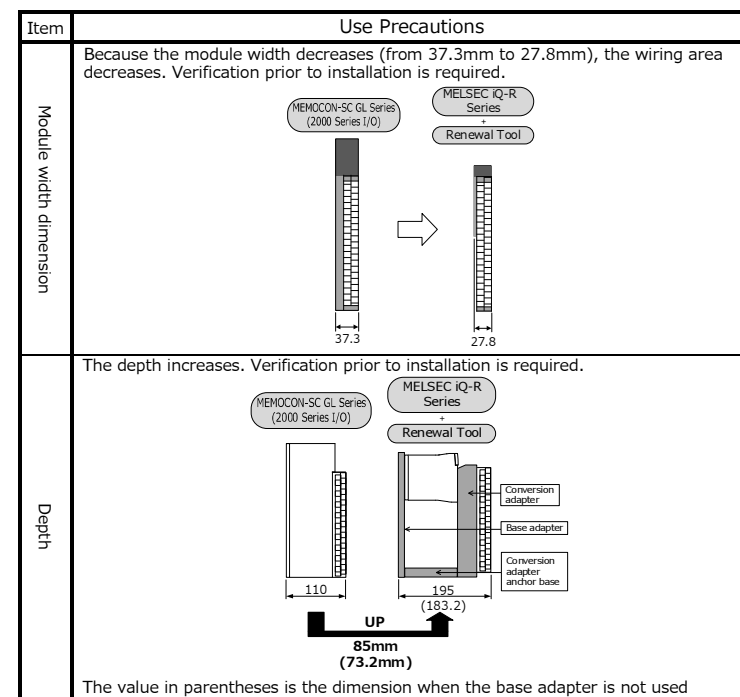 Item
Use Precautions
Module width dimension
Because the module width decreases (from 37.3mm to 27.8mm), the wiring area
decreases. Verification prior to installation is required.
MEMOCON-SC GL Series
(2000 Series I/O)
MELSEC iQ-R
Series
+
Renewal Tool
37.3
27.8
Depth
The depth increases. Verification prior to installation is required.
MEMOCON-SC GL Series
(2000 Series I/O)
MELSEC iQ-R
Series
+
Renewal Tool
Conversion
adapter
Base adapter
Conversion
adapter
anchor base
110
195
(183.2)
UP
85mm
(73.2mm)
The value in parentheses is the dimension when the base adapter is not used